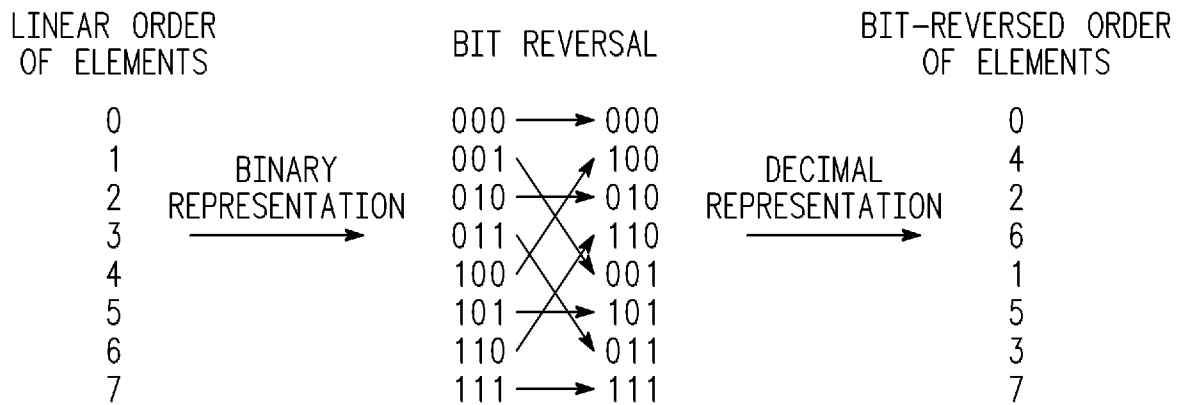 LINEAR ORDER
OF ELEMENTS
BIT REVERSAL
BIT-REVERSED ORDER
OF ELEMENTS
0 000 000 0
1 001 100 4
BINARY
REPRESENTATION
DECIMAL
REPRESENTATION
2 010 010 2
3 011 110 6
4 100 001 1
5 101 101 5
6 110 011 3
7 111 111 7